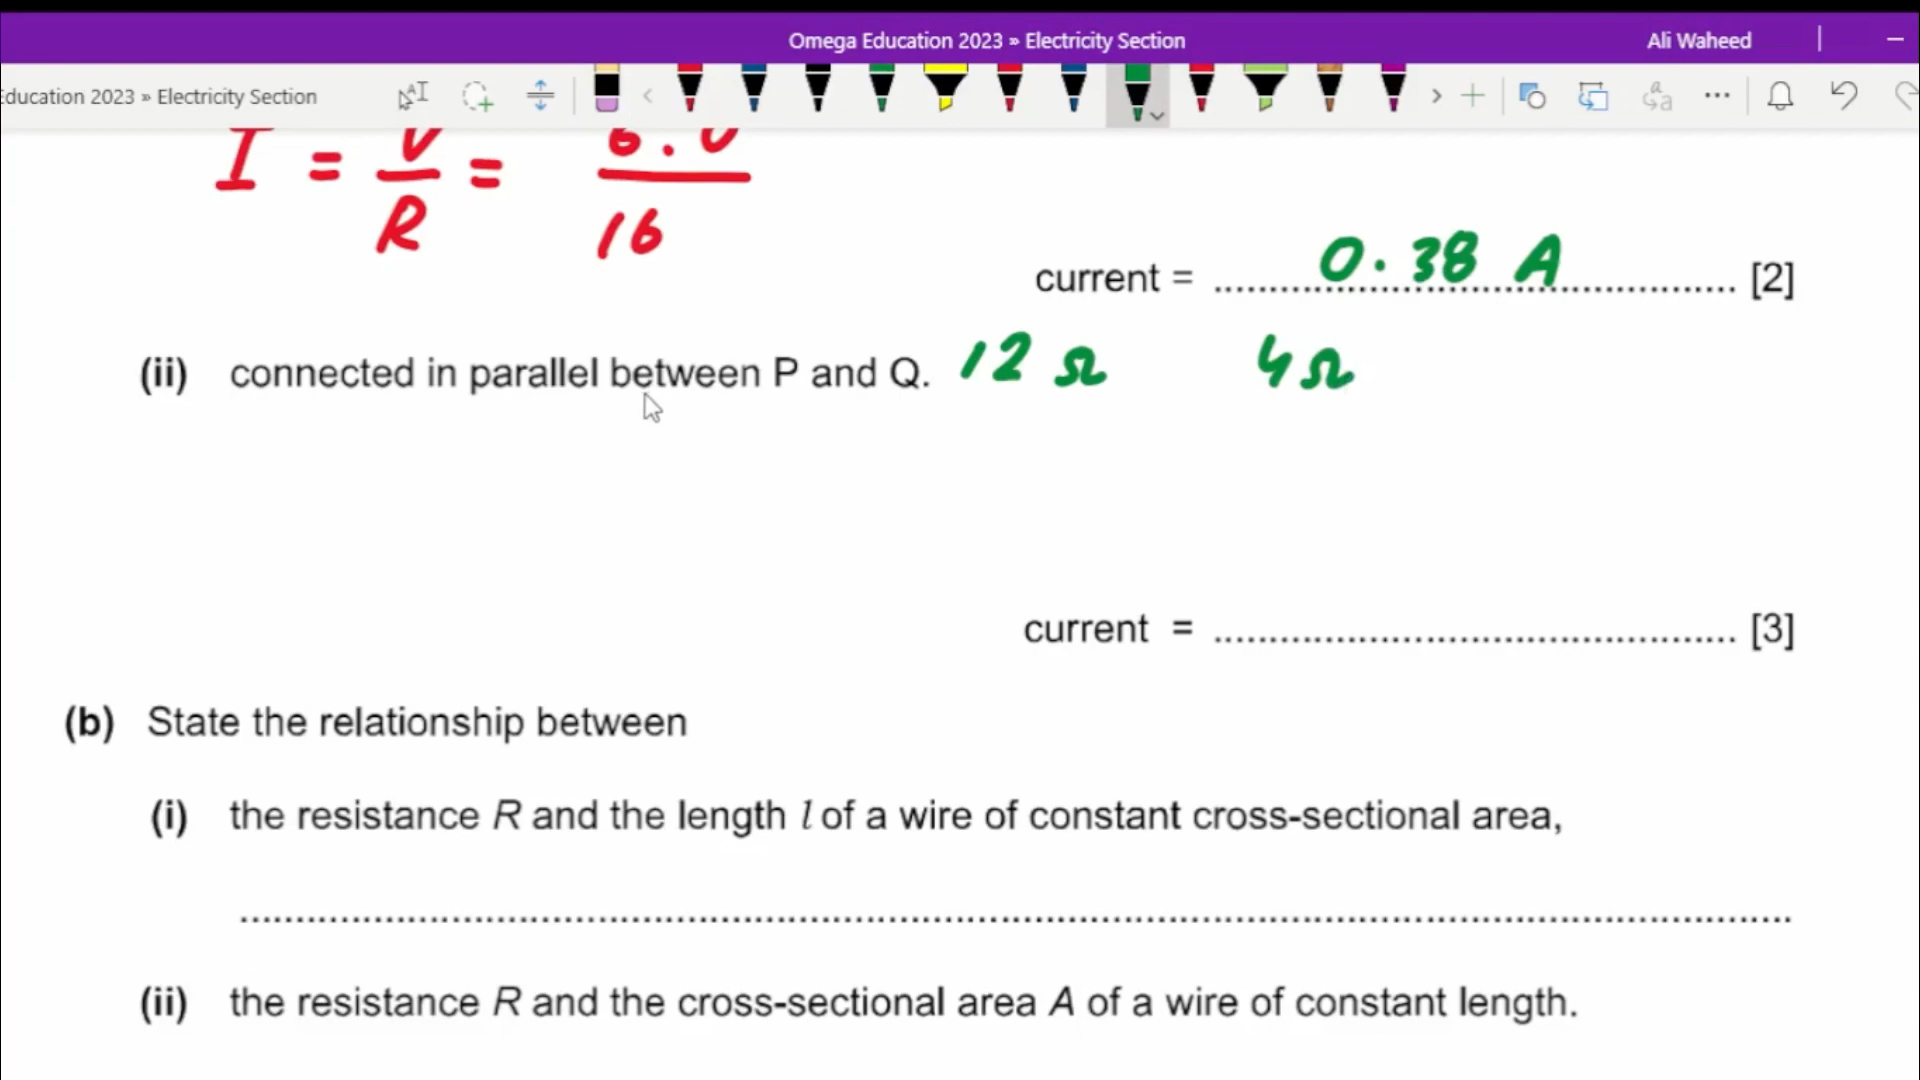 Omega Education 2023 » Electricity Section
Ali Waheed
Education 2023 » Electricity Section
I = V/R = 6.0/16
current = 0.38 A [2]
(ii) connected in parallel between P and Q. 12 Ω 4 Ω
current = [3]
(b) State the relationship between
(i) the resistance R and the length l of a wire of constant cross-sectional area,
(ii) the resistance R and the cross-sectional area A of a wire of constant length.